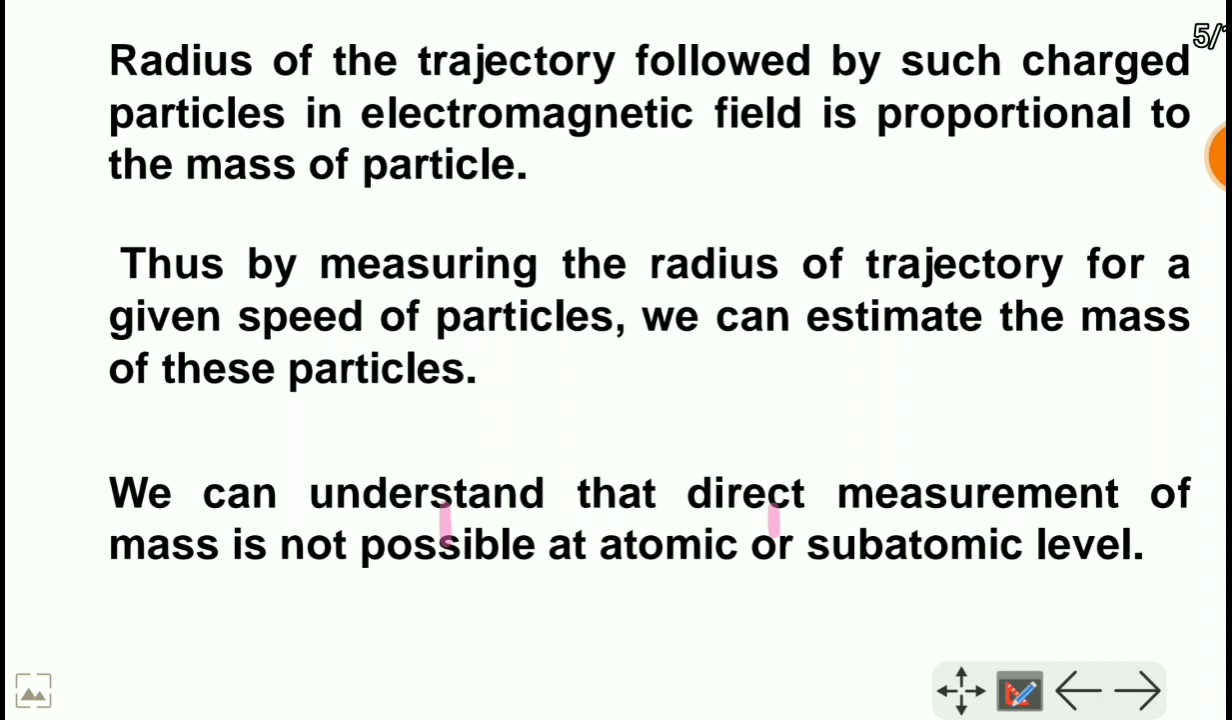 5/
Radius of the trajectory followed by such charged
particles in electromagnetic field is proportional to
the mass of particle.
Thus by measuring the radius of trajectory for a
given speed of particles, we can estimate the mass
of these particles.
We can understand that direct measurement of
mass is not possible at atomic or subatomic level.